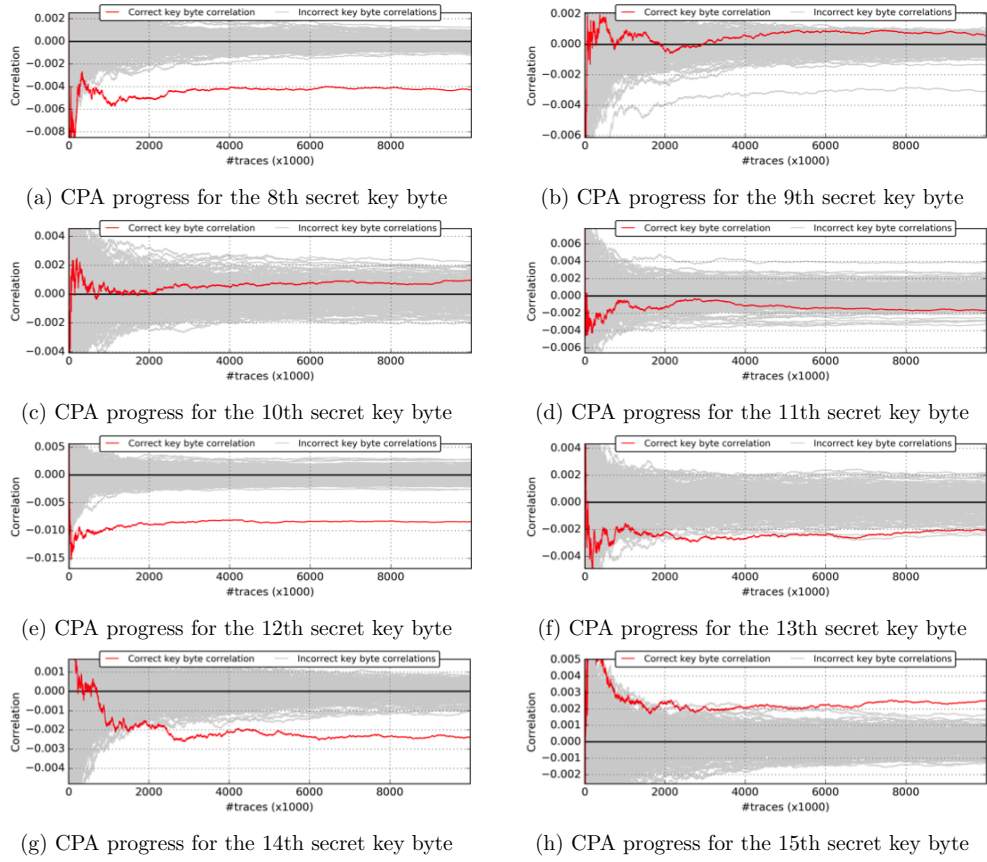 Correct key byte correlation Incorrect key byte correlations
Correlation
0.002
0.000
−0.002
−0.004
−0.006
−0.008
0 2000 4000 6000 8000
#traces (x1000)
(a) CPA progress for the 8th secret key byte
Correct key byte correlation Incorrect key byte correlations
Correlation
0.002
0.000
−0.002
−0.004
−0.006
0 2000 4000 6000 8000
#traces (x1000)
(b) CPA progress for the 9th secret key byte
Correct key byte correlation Incorrect key byte correlations
Correlation
0.004
0.002
0.000
−0.002
−0.004
0 2000 4000 6000 8000
#traces (x1000)
(c) CPA progress for the 10th secret key byte
Correct key byte correlation Incorrect key byte correlations
Correlation
0.006
0.004
0.002
0.000
−0.002
−0.004
−0.006
0 2000 4000 6000 8000
#traces (x1000)
(d) CPA progress for the 11th secret key byte
Correct key byte correlation Incorrect key byte correlations
Correlation
0.005
0.000
−0.005
−0.010
−0.015
0 2000 4000 6000 8000
#traces (x1000)
(e) CPA progress for the 12th secret key byte
Correct key byte correlation Incorrect key byte correlations
Correlation
0.004
0.002
0.000
−0.002
−0.004
0 2000 4000 6000 8000
#traces (x1000)
(f) CPA progress for the 13th secret key byte
Correct key byte correlation Incorrect key byte correlations
Correlation
0.001
0.000
−0.001
−0.002
−0.003
−0.004
0 2000 4000 6000 8000
#traces (x1000)
(g) CPA progress for the 14th secret key byte
Correct key byte correlation Incorrect key byte correlations
Correlation
0.005
0.004
0.003
0.002
0.001
0.000
−0.001
−0.002
0 2000 4000 6000 8000
#traces (x1000)
(h) CPA progress for the 15th secret key byte